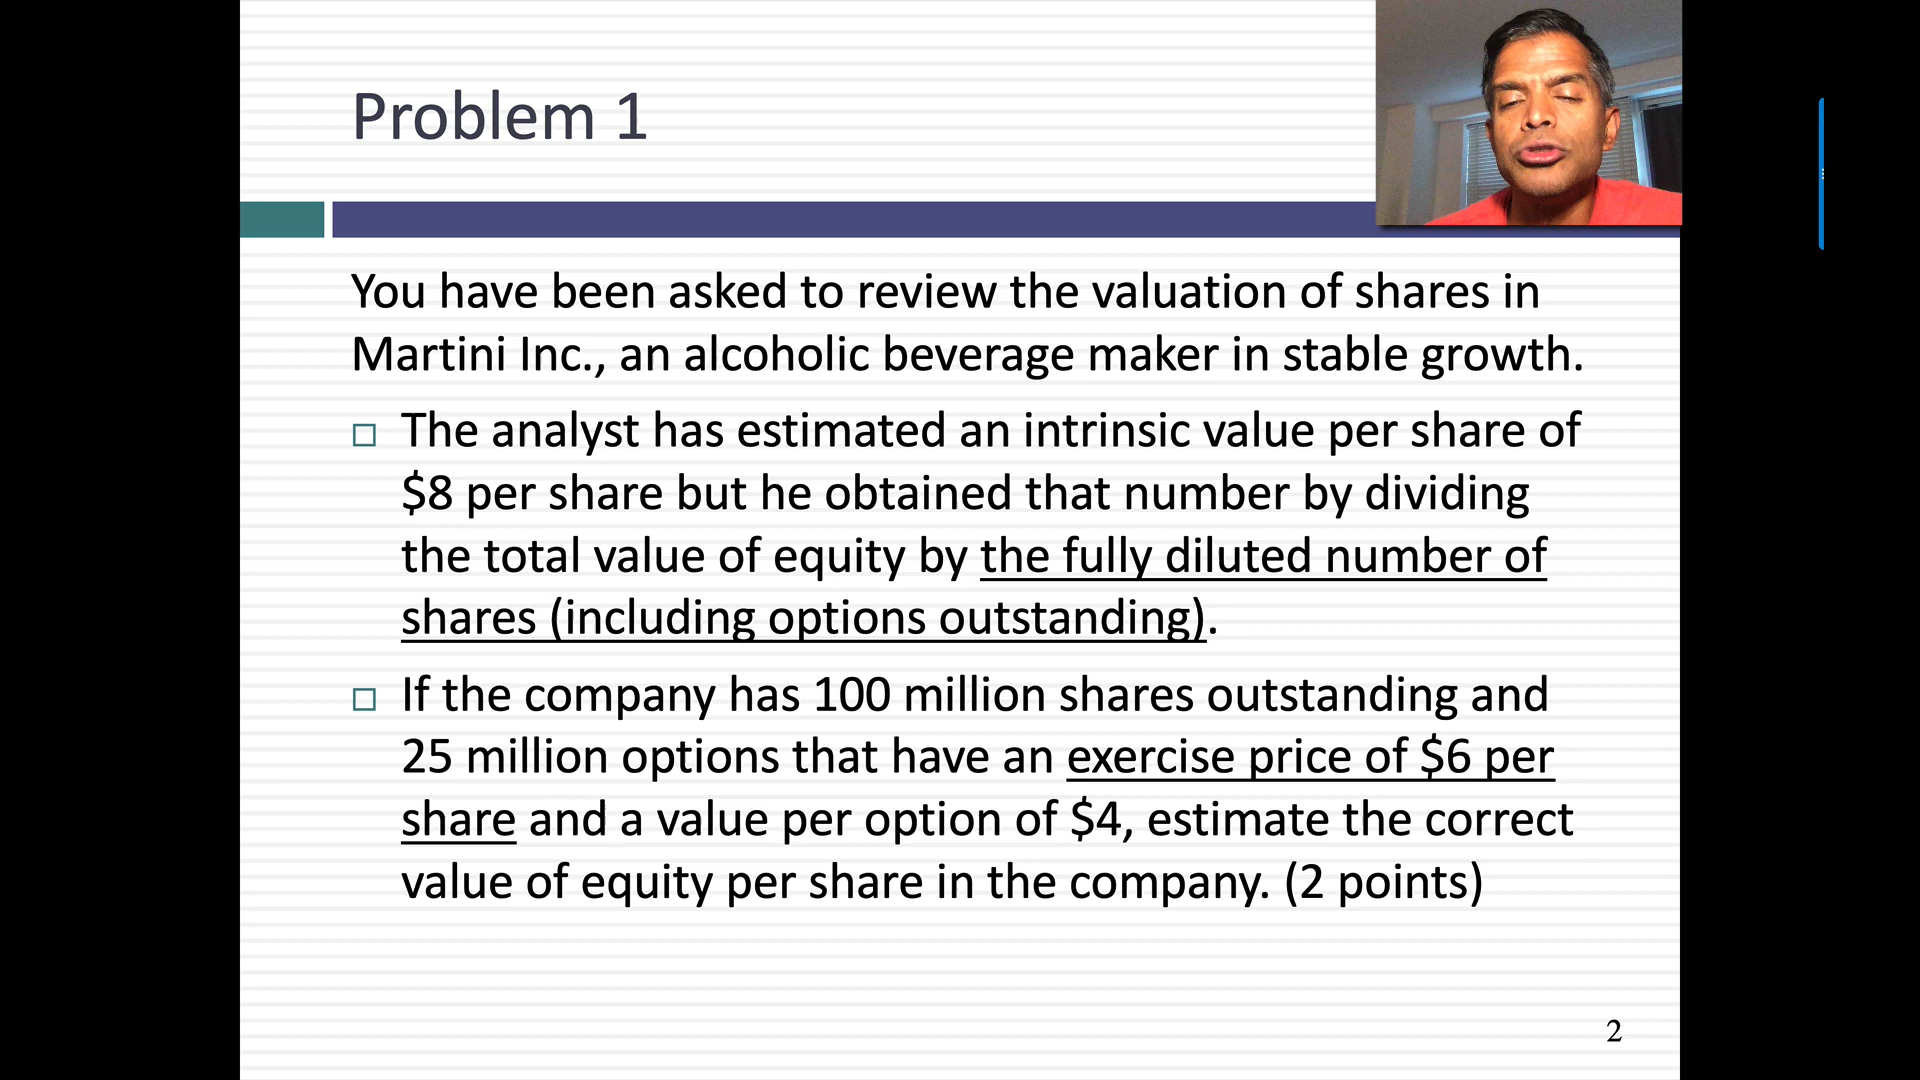 Problem 1
You have been asked to review the valuation of shares in
Martini Inc., an alcoholic beverage maker in stable growth.
The analyst has estimated an intrinsic value per share of
$8 per share but he obtained that number by dividing
the total value of equity by the fully diluted number of
shares (including options outstanding).
If the company has 100 million shares outstanding and
25 million options that have an exercise price of $6 per
share and a value per option of $4, estimate the correct
value of equity per share in the company. (2 points)
2